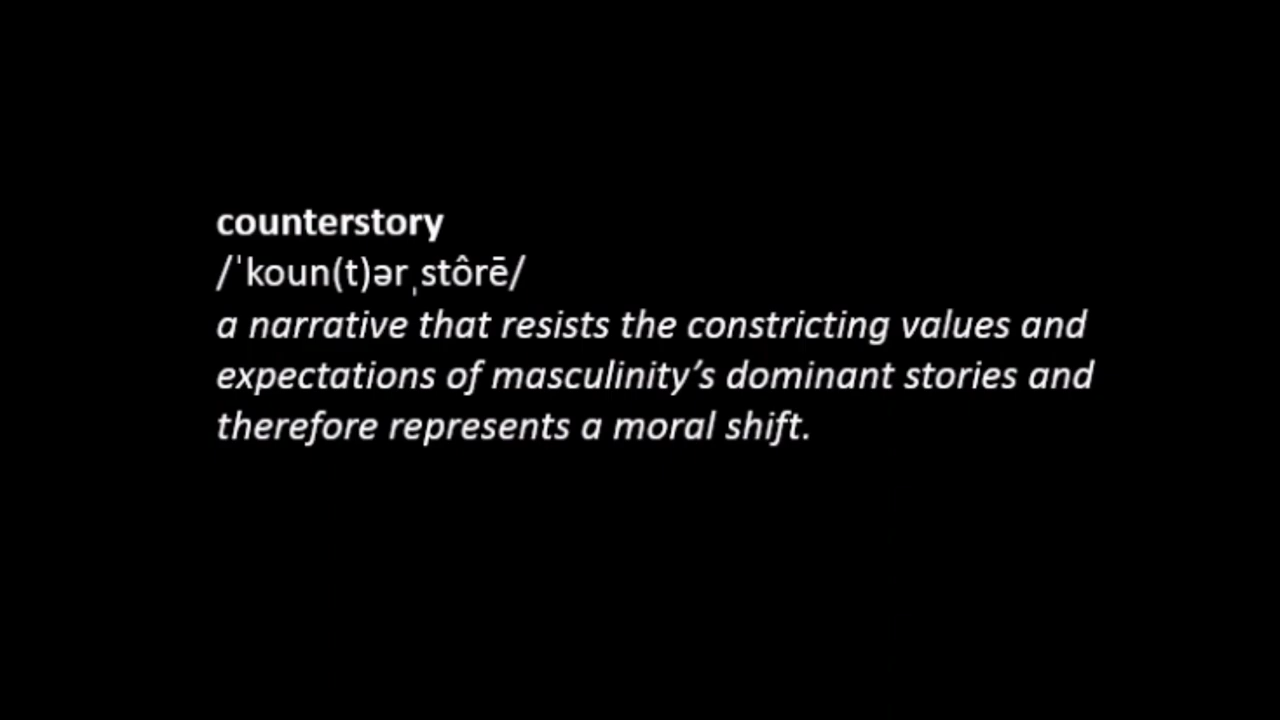 counterstory
/ˈkoun(t)ərˌstôrē/
a narrative that resists the constricting values and
expectations of masculinity’s dominant stories and
therefore represents a moral shift.